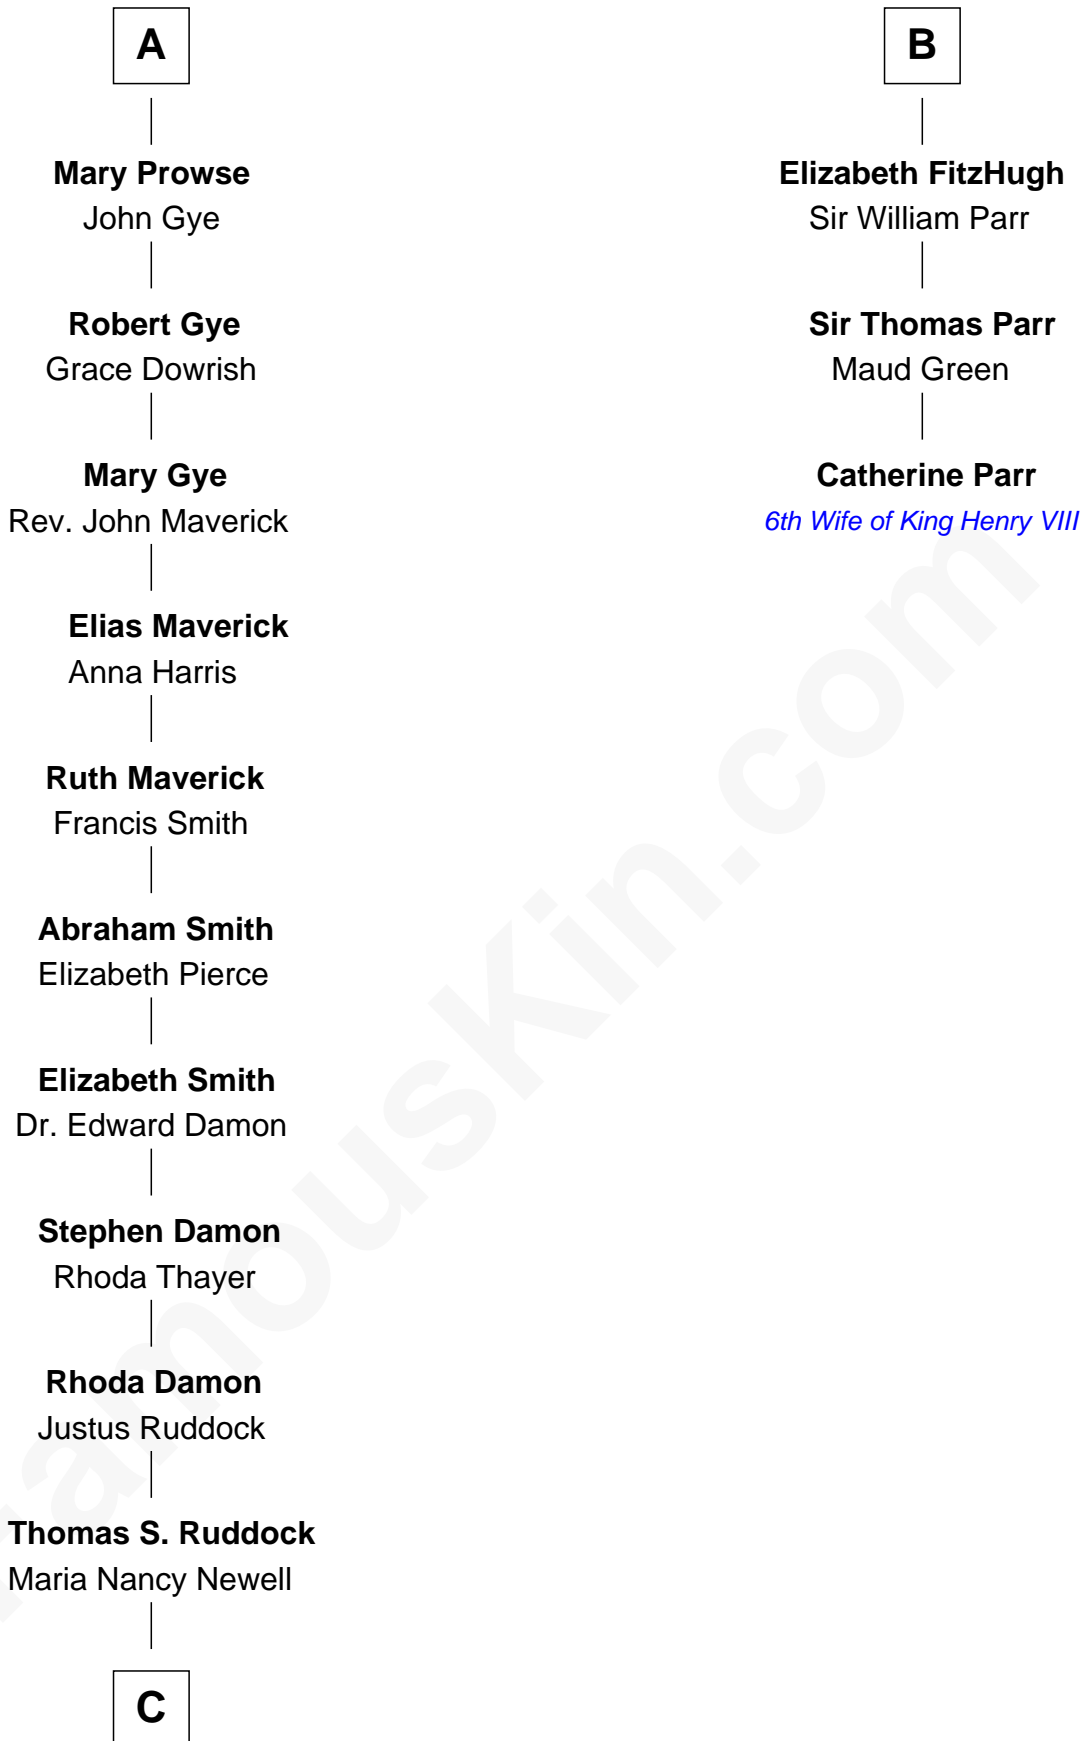 A
Mary Prowse
John Gye
Robert Gye
Grace Dowrish
Mary Gye
Rev. John Maverick
Elias Maverick
Anna Harris
Ruth Maverick
Francis Smith
Abraham Smith
Elizabeth Pierce
Elizabeth Smith
Dr. Edward Damon
Stephen Damon
Rhoda Thayer
Rhoda Damon
Justus Ruddock
Thomas S. Ruddock
Maria Nancy Newell
C
B
Elizabeth FitzHugh
Sir William Parr
Sir Thomas Parr
Maud Green
Catherine Parr
6th Wife of King Henry VIII
FamousKin.com